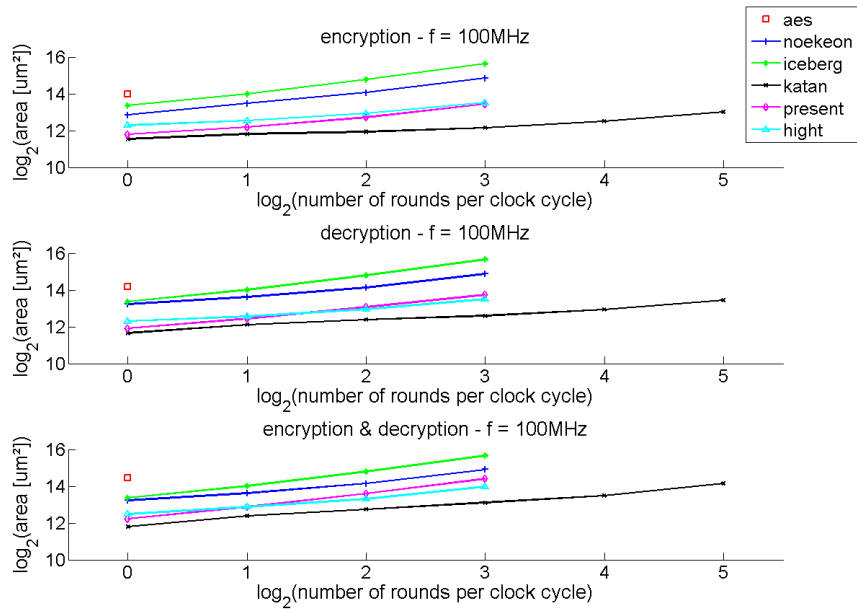 encryption - f = 100MHz
log2(area [um²])
16
14
12
10
0 1 2 3 4 5
log2(number of rounds per clock cycle)
aes
noekeon
iceberg
katan
present
hight
decryption - f = 100MHz
log2(area [um²])
16
14
12
10
0 1 2 3 4 5
log2(number of rounds per clock cycle)
encryption & decryption - f = 100MHz
log2(area [um²])
16
14
12
10
0 1 2 3 4 5
log2(number of rounds per clock cycle)